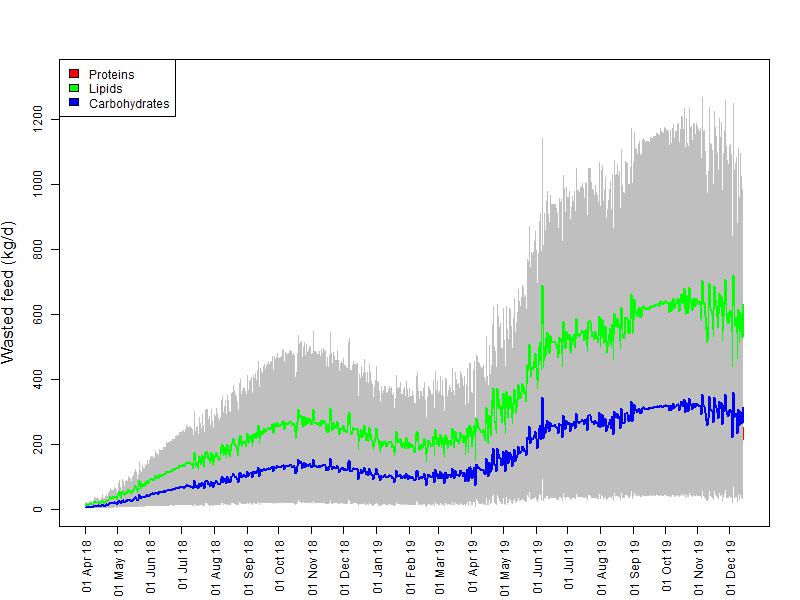 Proteins
Lipids
Carbohydrates
Wasted feed (kg/d)
1200
1000
800
600
400
200
0
01 Apr 18
01 May 18
01 Jun 18
01 Jul 18
01 Aug 18
01 Sep 18
01 Oct 18
01 Nov 18
01 Dec 18
01 Jan 19
01 Feb 19
01 Mar 19
01 Apr 19
01 May 19
01 Jun 19
01 Jul 19
01 Aug 19
01 Sep 19
01 Oct 19
01 Nov 19
01 Dec 19